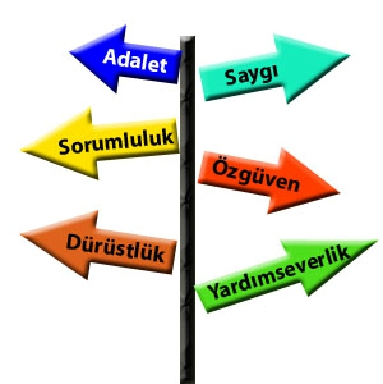 Adalet
Saygı
Sorumluluk
Özgüven
Dürüstlük
Yardımseverlik